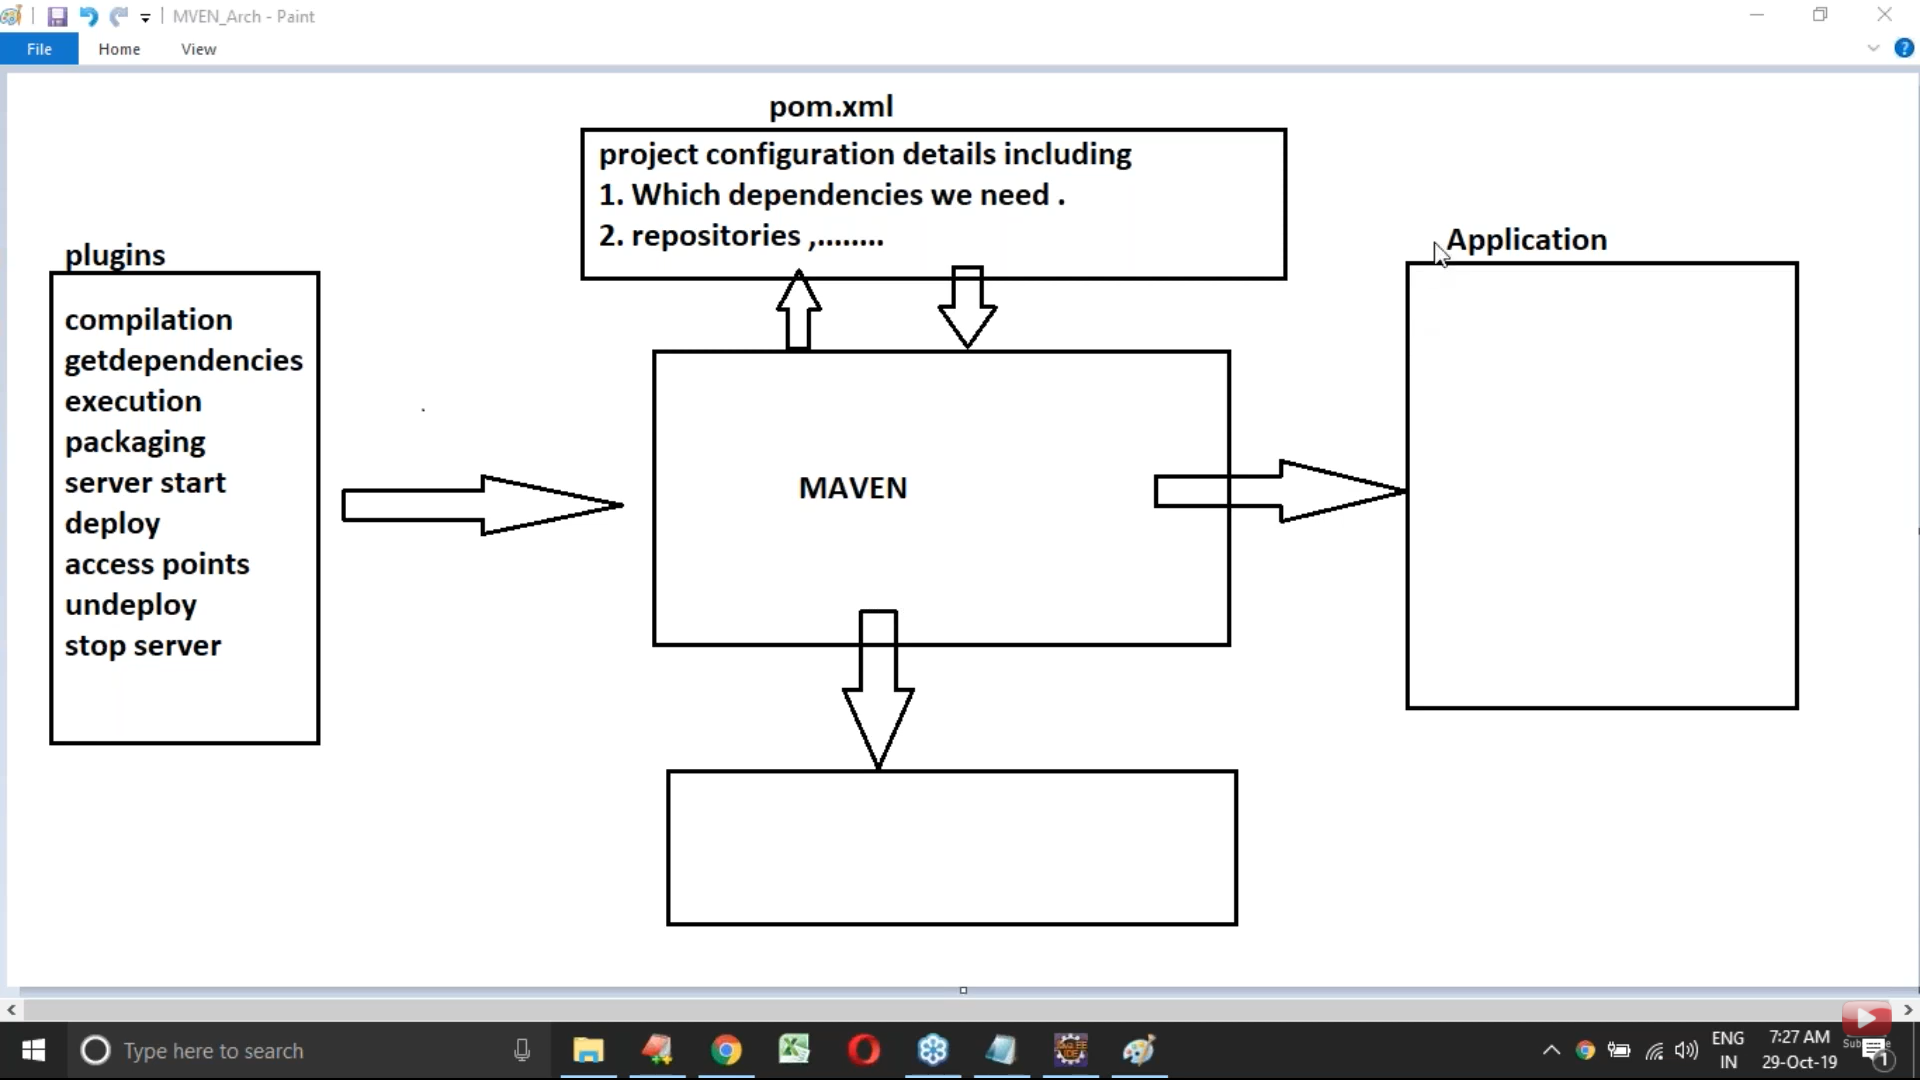 MVEN_Arch - Paint
File
Home
View
pom.xml
project configuration details including
1. Which dependencies we need .
2. repositories ,........
plugins
compilation
getdependencies
execution
packaging
server start
deploy
access points
undeploy
stop server
Application
MAVEN
Type here to search
ENG
IN
7:27 AM
29-Oct-19
1